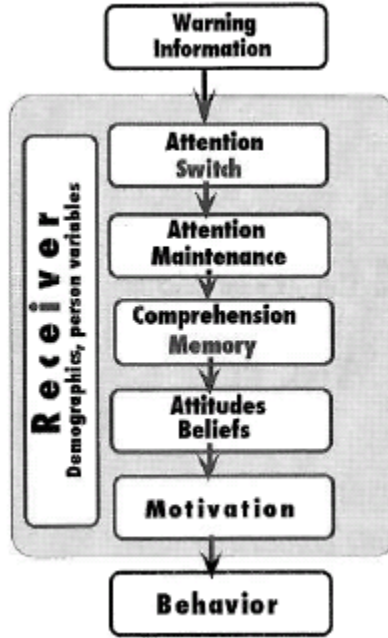 Warning
Information
Receiver
Demographics, person variables
Attention
Switch
Attention
Maintenance
Comprehension
Memory
Attitudes
Beliefs
Motivation
Behavior